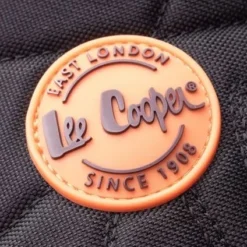 EAST LONDON
Lee Cooper®
SINCE 1908